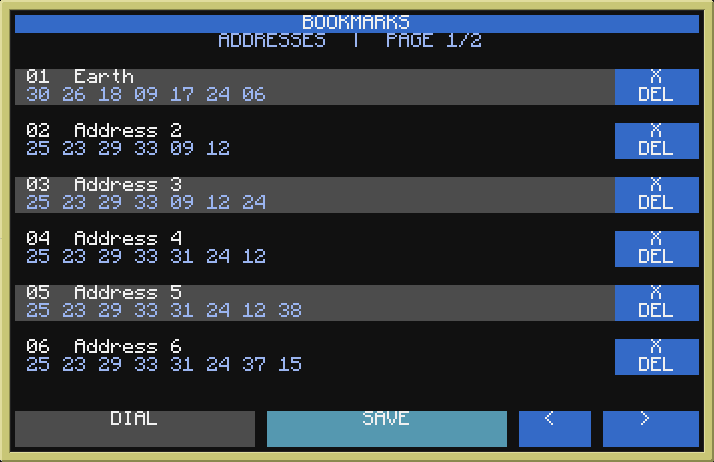 BOOKMARKS
ADDRESSES | PAGE 1/2
01 Earth X
30 26 18 09 17 24 06 DEL
02 Address 2 X
25 23 29 33 09 12 DEL
03 Address 3 X
25 23 29 33 09 12 24 DEL
04 Address 4 X
25 23 29 33 31 24 12 DEL
05 Address 5 X
25 23 29 33 31 24 12 38 DEL
06 Address 6 X
25 23 29 33 31 24 37 15 DEL
DIAL SAVE < >